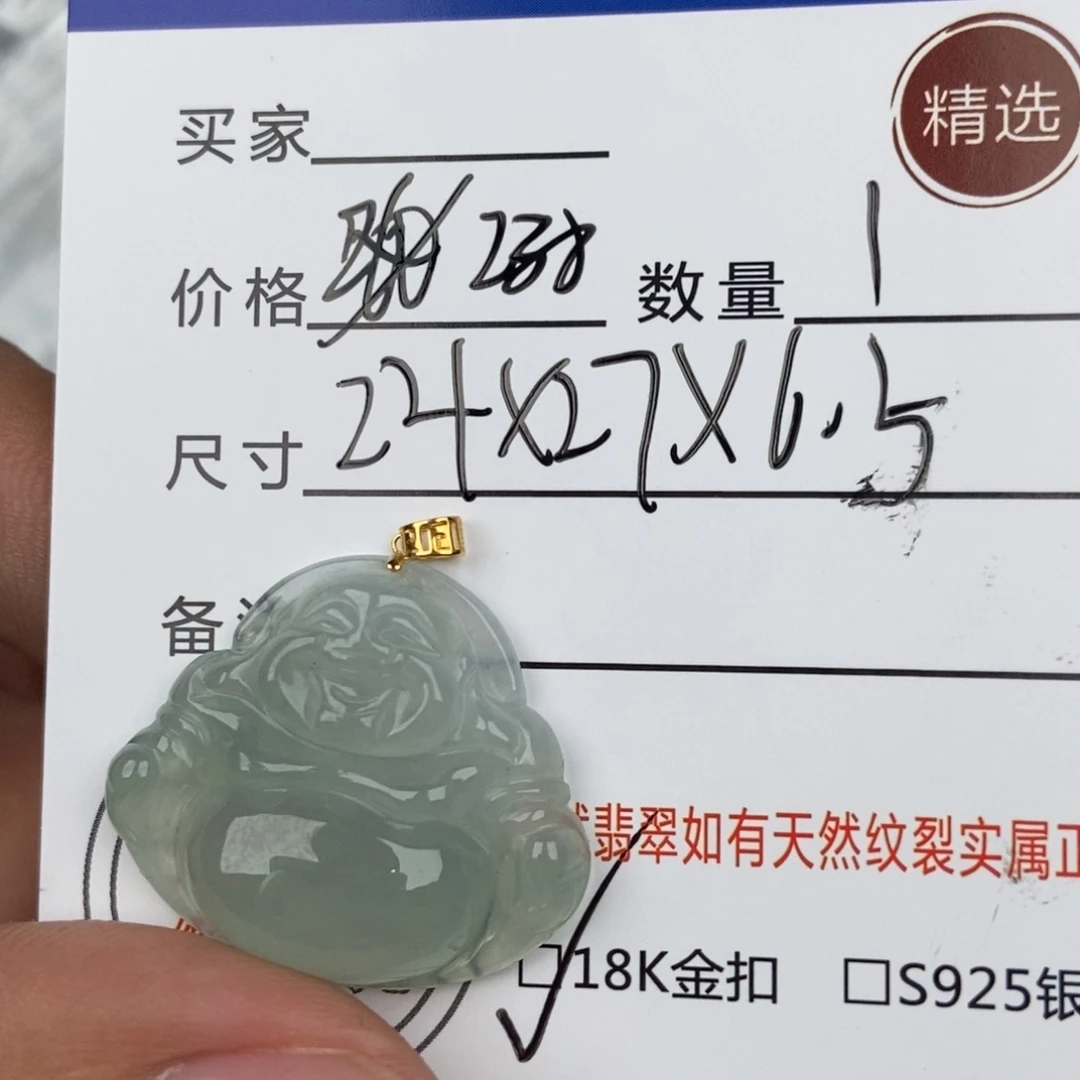 精选
买家
价格 238 数量 1
尺寸 24X27X6.5
备
翡翠如有天然纹裂实属正
18K金扣 S925银